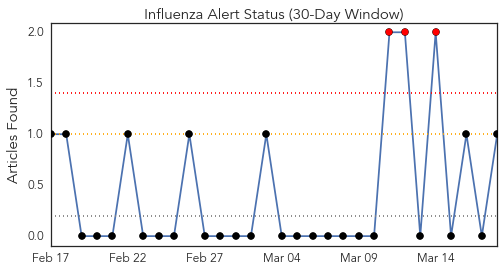 Influenza Alert Status (30-Day Window)
Articles Found
2.0
1.5
1.0
0.5
0.0
Feb 17 Feb 22 Feb 27 Mar 04 Mar 09 Mar 14